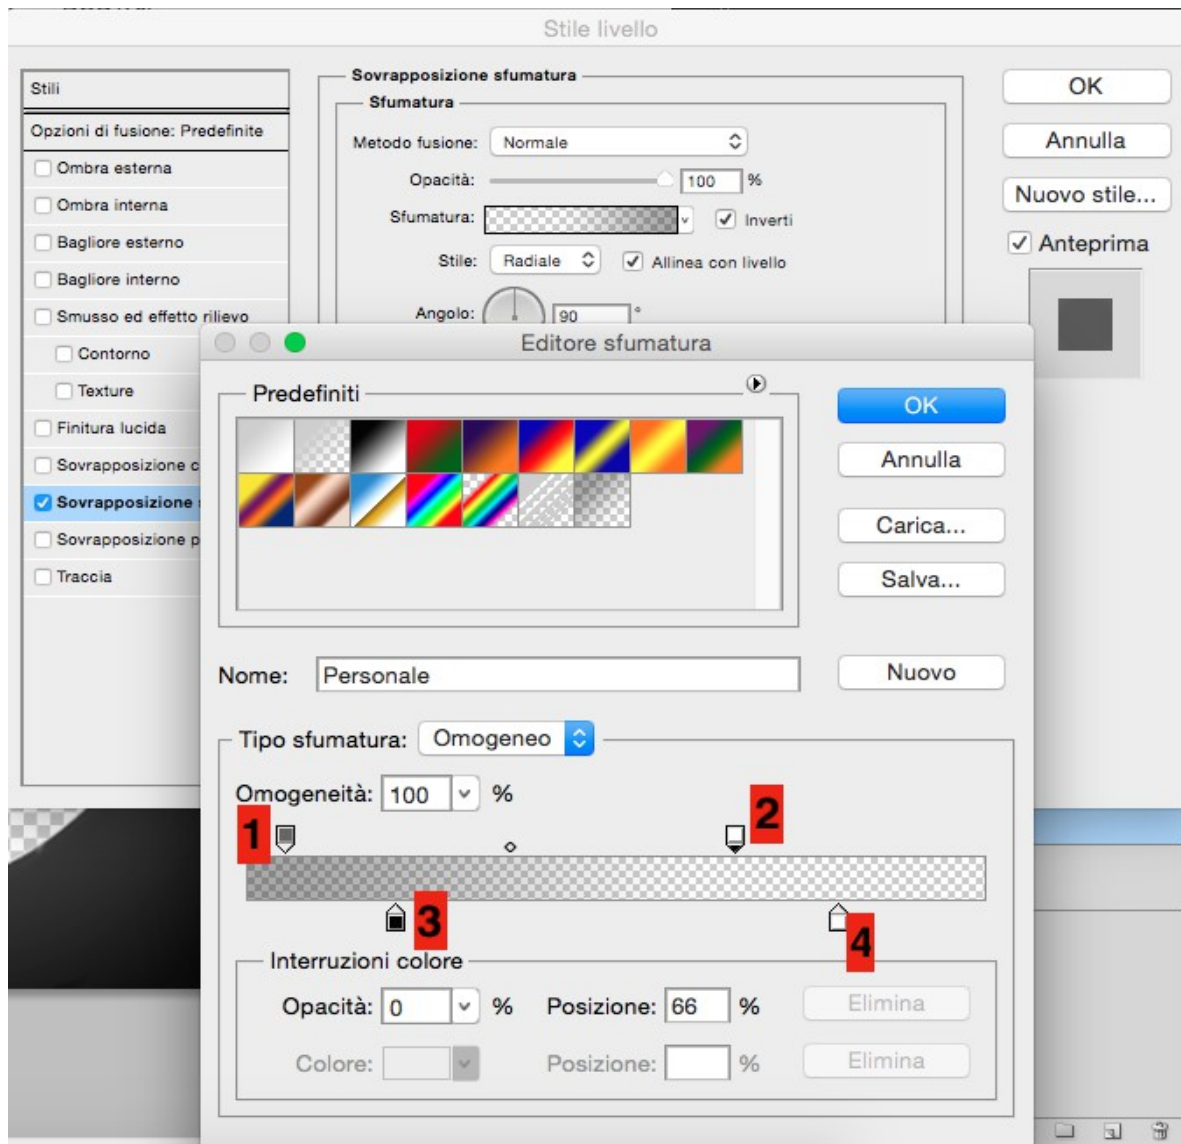 Stile livello
Stili
Opzioni di fusione: Predefinite
Ombra esterna
Ombra interna
Bagliore esterno
Bagliore interno
Smusso ed effetto rilievo
Contorno
Texture
Finitura lucida
Sovrapposizione c
Sovrapposizione
Sovrapposizione p
Traccia
Sovrapposizione sfumatura
Sfumatura
Metodo fusione: Normale
Opacità: 100 %
Sfumatura: Inverti
Stile: Radiale Allinea con livello
Angolo: 90 °
OK
Annulla
Nuovo stile...
Anteprima
Editore sfumatura
Predefiniti
OK
Annulla
Carica...
Salva...
Nome: Personale Nuovo
Tipo sfumatura: Omogeneo
Omogeneità: 100 %
1 2
3 4
Interruzioni colore
Opacità: 0 % Posizione: 66 % Elimina
Colore: Posizione: % Elimina